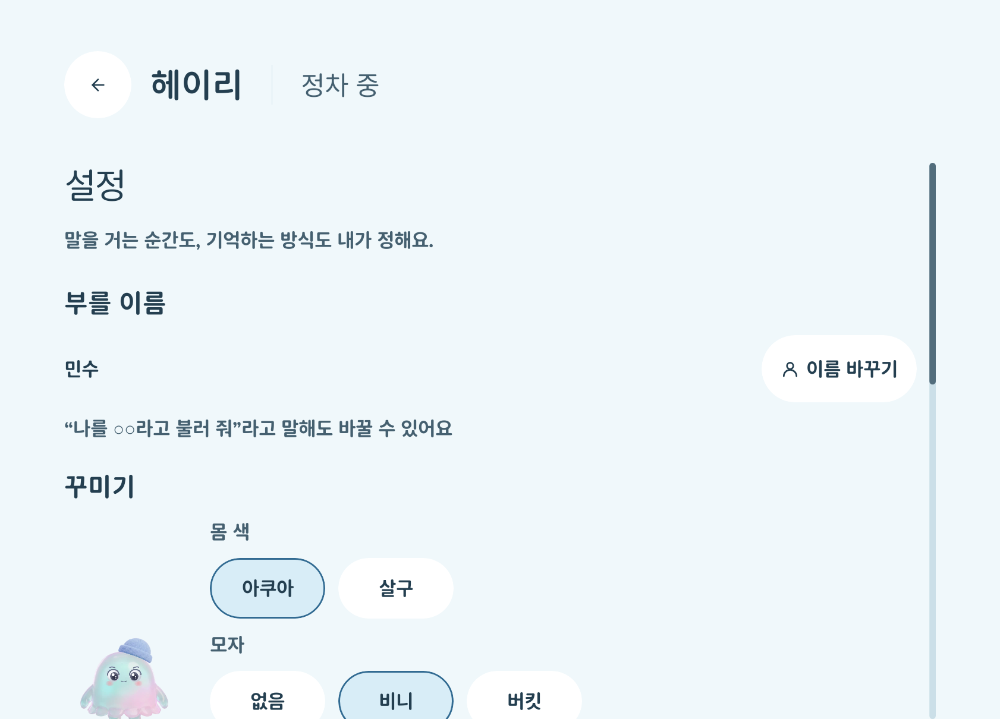 헤이리
정차 중
설정
말을 거는 순간도, 기억하는 방식도 내가 정해요.
부를 이름
민수
이름 바꾸기
“나를 ○○라고 불러 줘”라고 말해도 바꿀 수 있어요
꾸미기
몸 색
아쿠아
살구
모자
없음
비니
버킷